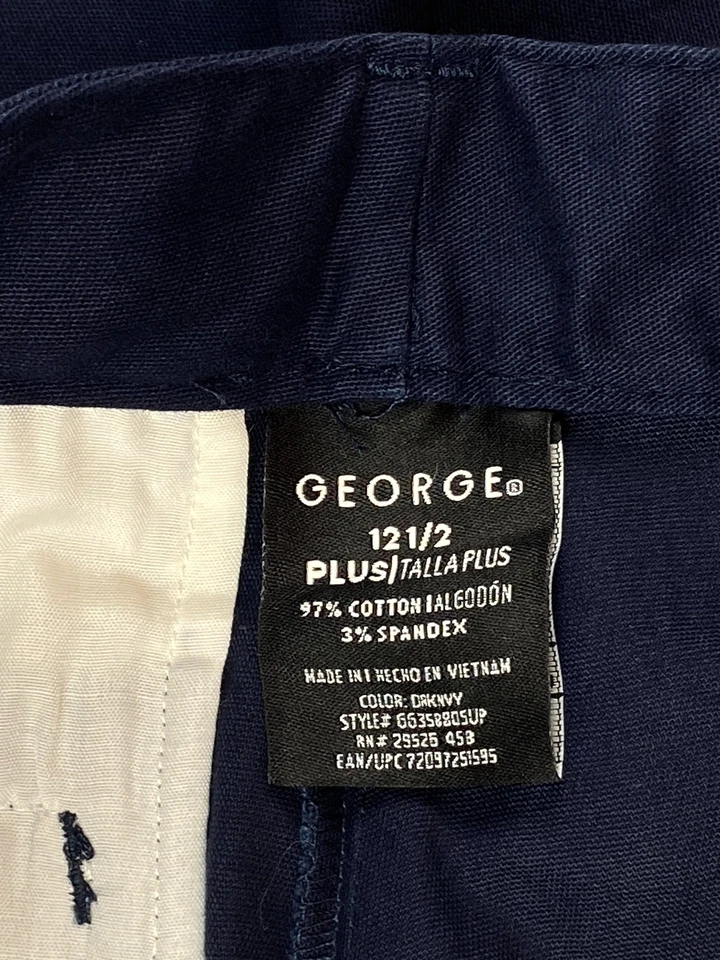 GEORGE®
12 1/2
PLUS/TALLA PLUS
97% COTTON | ALGODÓN
3% SPANDEX
MADE IN | HECHO EN VIETNAM
COLOR: DRKNVY
STYLE# GG358805UP
RN# 29526 458
EAN/UPC 72097251595